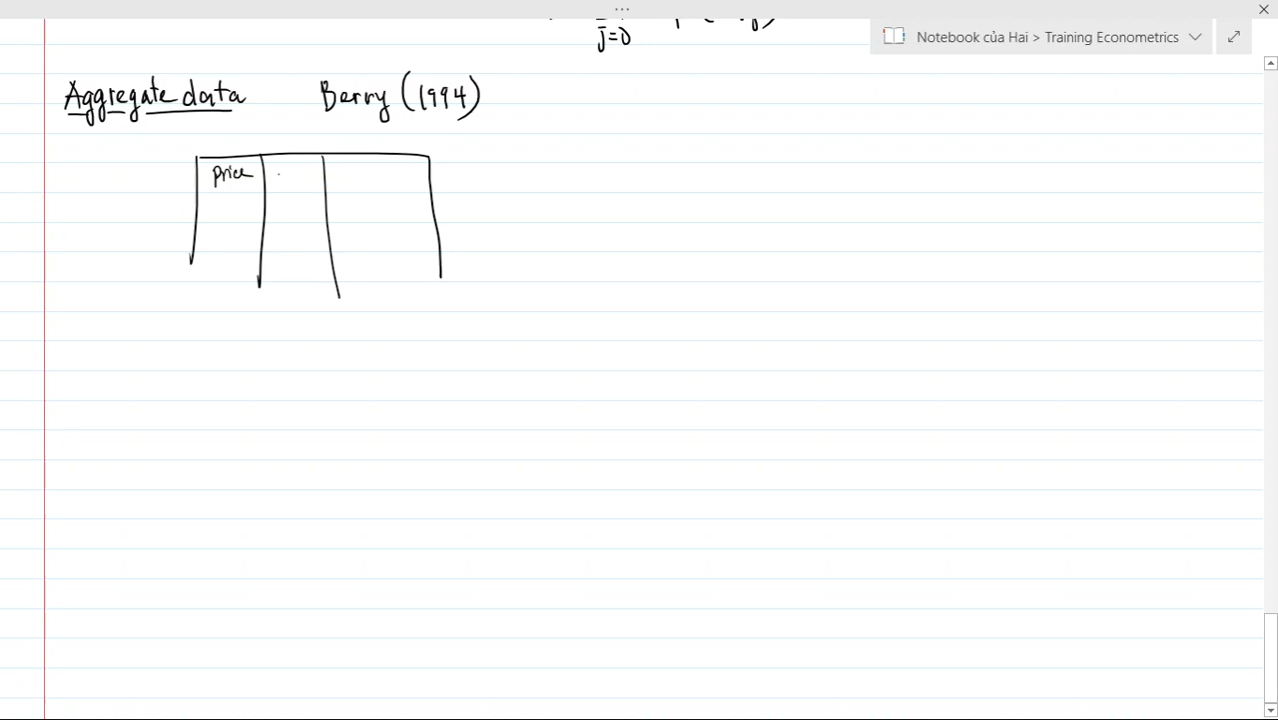 j=0
Notebook của Hai > Training Econometrics
Aggregate data Berry (1994)
price